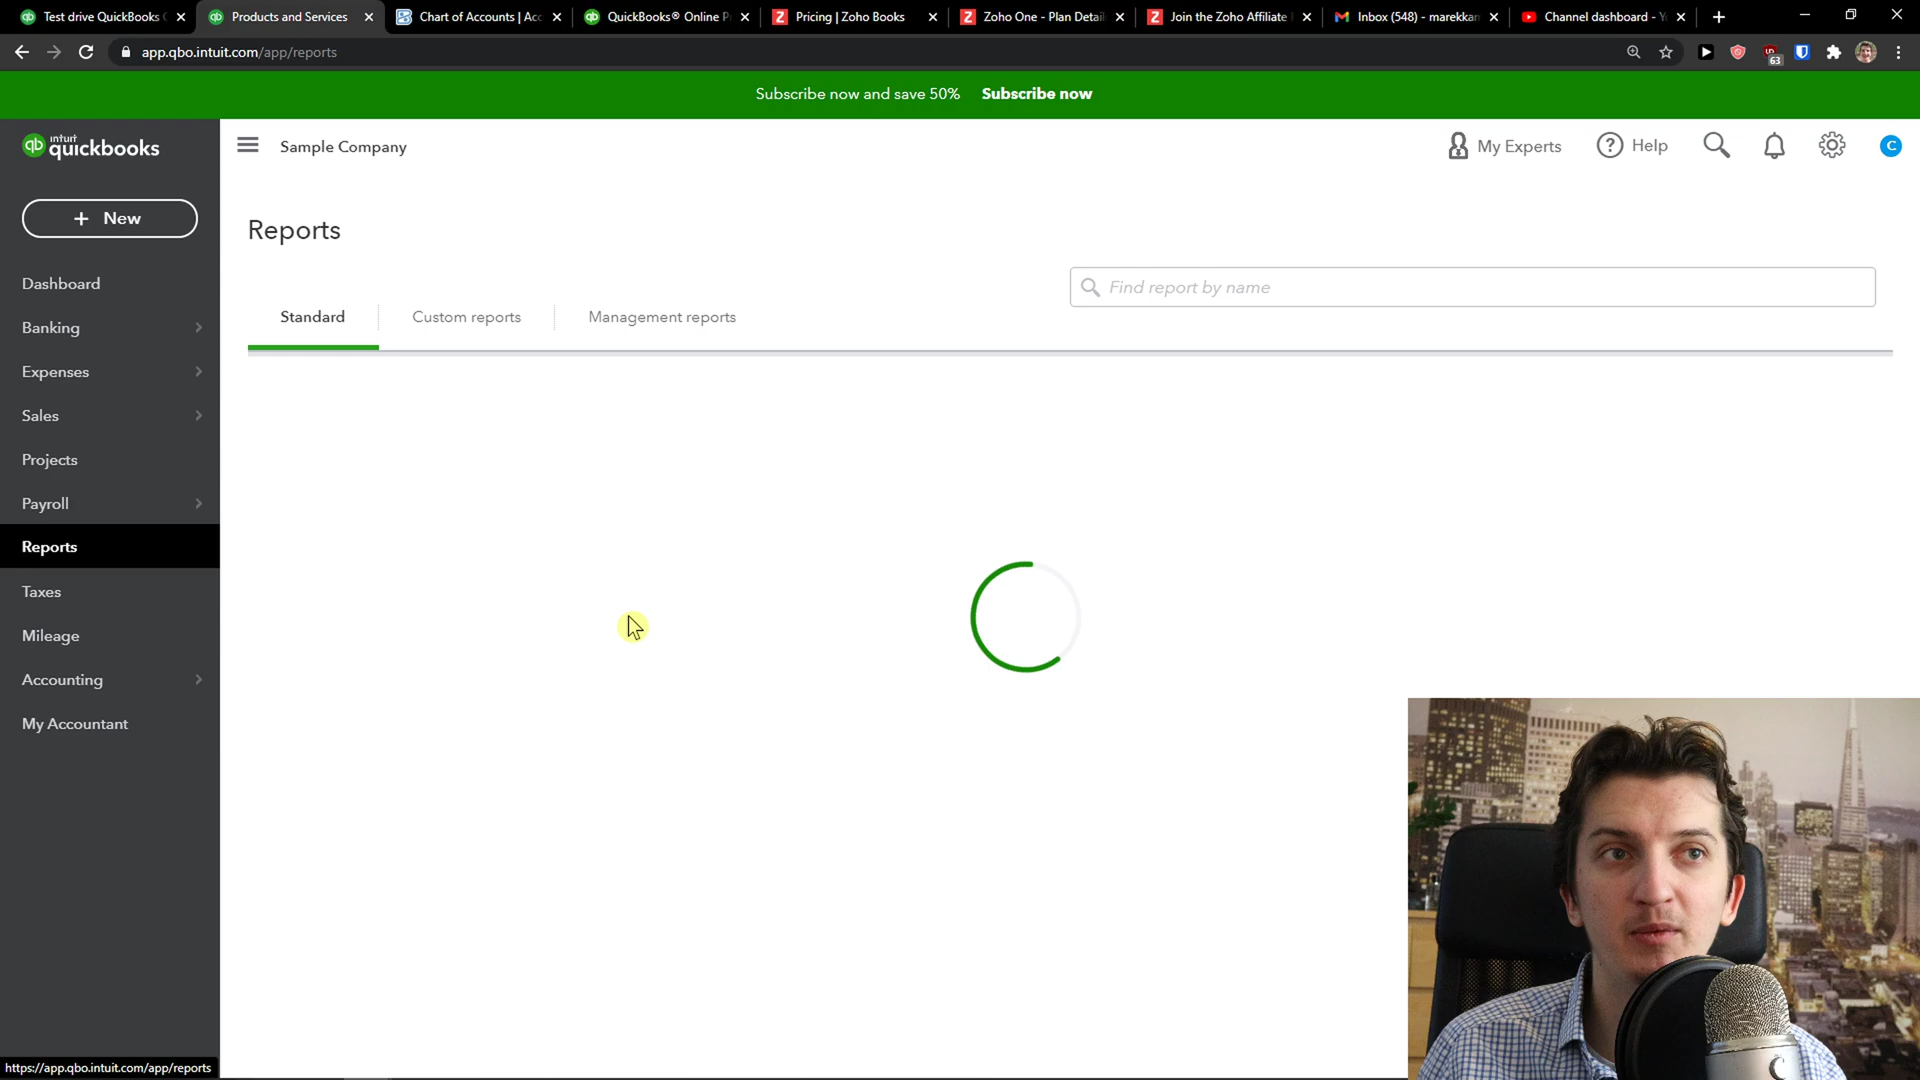 Test drive QuickBooks
Products and Services
Chart of Accounts | Acc
QuickBooks® Online P
Pricing | Zoho Books
Zoho One - Plan Detail
Join the Zoho Affiliate
Inbox (548) - marekkan
Channel dashboard - Y
app.qbo.intuit.com/app/reports
63
Subscribe now and save 50% Subscribe now
qb intuit quickbooks
Sample Company
My Experts
? Help
C
+ New
Reports
Find report by name
Standard
Custom reports
Management reports
Dashboard
Banking
Expenses
Sales
Projects
Payroll
Reports
Taxes
Mileage
Accounting
My Accountant
https://app.qbo.intuit.com/app/reports